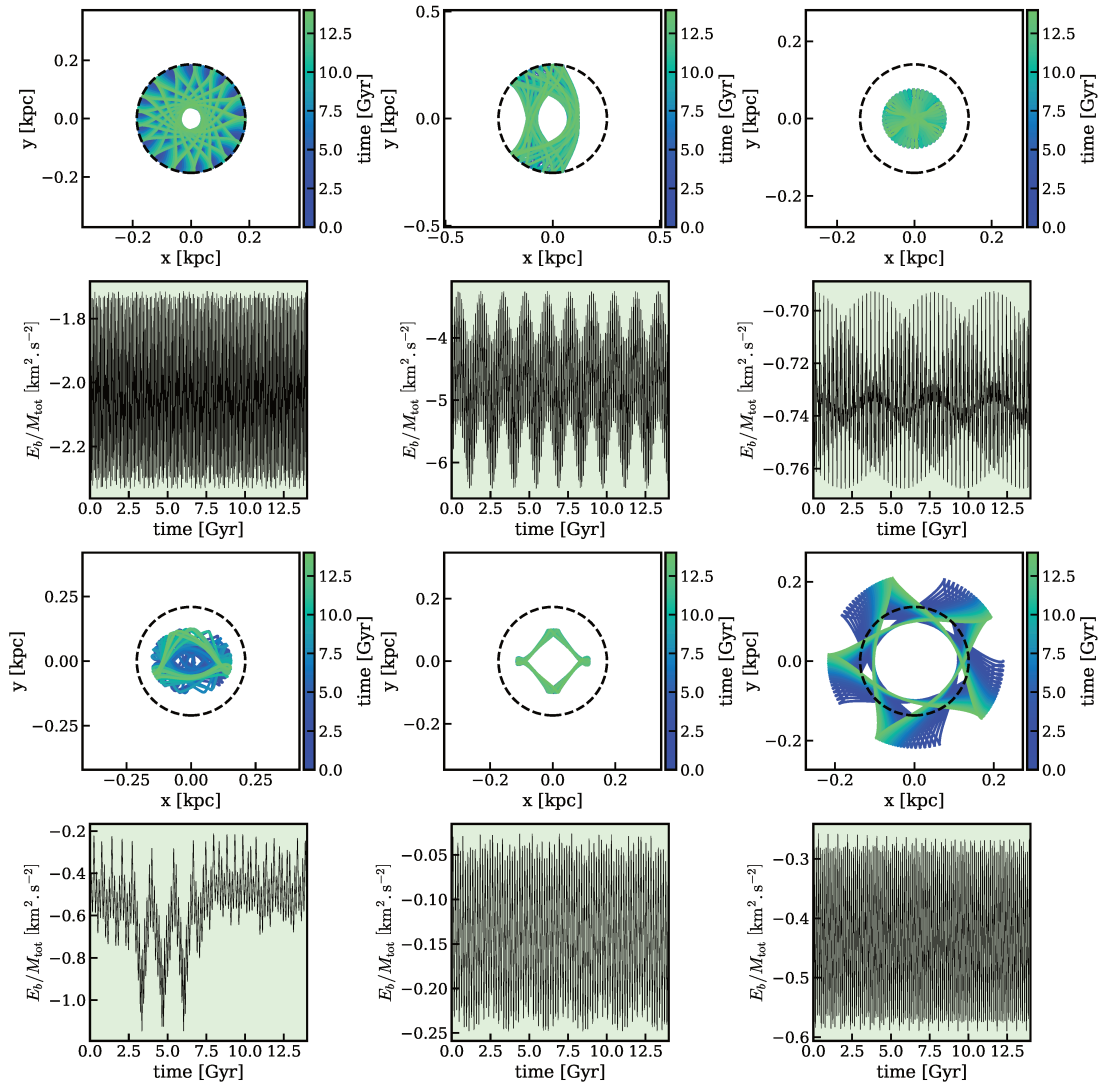 0.2
0.0
−0.2
y [kpc]
−0.2 0.0 0.2
x [kpc]
12.5
10.0
7.5
5.0
2.5
0.0
time [Gyr]
0.5
0.0
−0.5
y [kpc]
−0.5 0.0 0.5
x [kpc]
12.5
10.0
7.5
5.0
2.5
0.0
time [Gyr]
0.2
0.0
−0.2
y [kpc]
−0.2 0.0 0.2
x [kpc]
12.5
10.0
7.5
5.0
2.5
0.0
time [Gyr]
−1.8
−2.0
−2.2
E_b/M_tot [km².s⁻²]
0.0 2.5 5.0 7.5 10.0 12.5
time [Gyr]
−4
−5
−6
E_b/M_tot [km².s⁻²]
0.0 2.5 5.0 7.5 10.0 12.5
time [Gyr]
−0.70
−0.72
−0.74
−0.76
E_b/M_tot [km².s⁻²]
0.0 2.5 5.0 7.5 10.0 12.5
time [Gyr]
0.25
0.00
−0.25
y [kpc]
−0.25 0.00 0.25
x [kpc]
12.5
10.0
7.5
5.0
2.5
0.0
time [Gyr]
0.2
0.0
−0.2
y [kpc]
−0.2 0.0 0.2
x [kpc]
12.5
10.0
7.5
5.0
2.5
0.0
time [Gyr]
0.2
0.1
0.0
−0.1
−0.2
y [kpc]
−0.2 0.0 0.2
x [kpc]
12.5
10.0
7.5
5.0
2.5
0.0
time [Gyr]
−0.2
−0.4
−0.6
−0.8
−1.0
E_b/M_tot [km².s⁻²]
0.0 2.5 5.0 7.5 10.0 12.5
time [Gyr]
−0.05
−0.10
−0.15
−0.20
−0.25
E_b/M_tot [km².s⁻²]
0.0 2.5 5.0 7.5 10.0 12.5
time [Gyr]
−0.3
−0.4
−0.5
−0.6
E_b/M_tot [km².s⁻²]
0.0 2.5 5.0 7.5 10.0 12.5
time [Gyr]